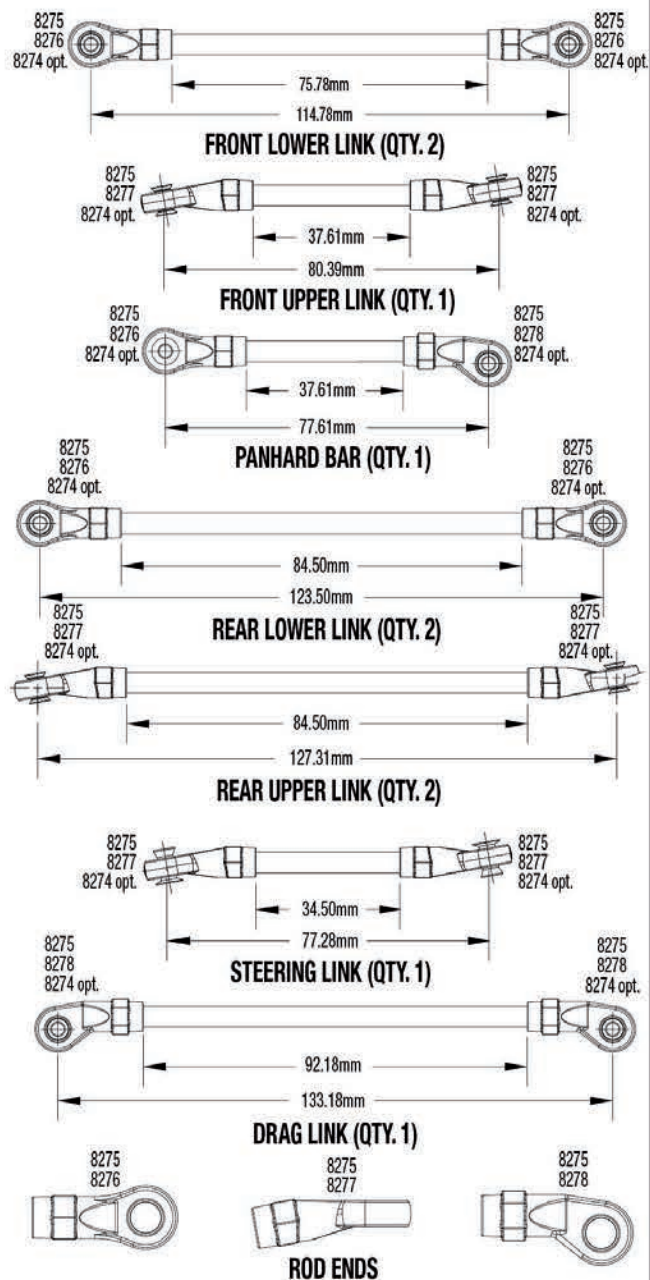 8275 8275
8276 8276
8274 opt. 8274 opt.
75.78mm
114.78mm
FRONT LOWER LINK (QTY. 2)
8275 8275
8277 8277
8274 opt. 8274 opt.
37.61mm
80.39mm
FRONT UPPER LINK (QTY. 1)
8275 8275
8276 8278
8274 opt. 8274 opt.
37.61mm
77.61mm
PANHARD BAR (QTY. 1)
8275 8275
8276 8276
8274 opt. 8274 opt.
84.50mm
123.50mm
REAR LOWER LINK (QTY. 2)
8275 8275
8277 8277
8274 opt. 8274 opt.
84.50mm
127.31mm
REAR UPPER LINK (QTY. 2)
8275 8275
8277 8277
8274 opt. 8274 opt.
34.50mm
77.28mm
STEERING LINK (QTY. 1)
8275 8275
8278 8278
8274 opt. 8274 opt.
92.18mm
133.18mm
DRAG LINK (QTY. 1)
8275 8275 8275
8276 8277 8278
ROD ENDS